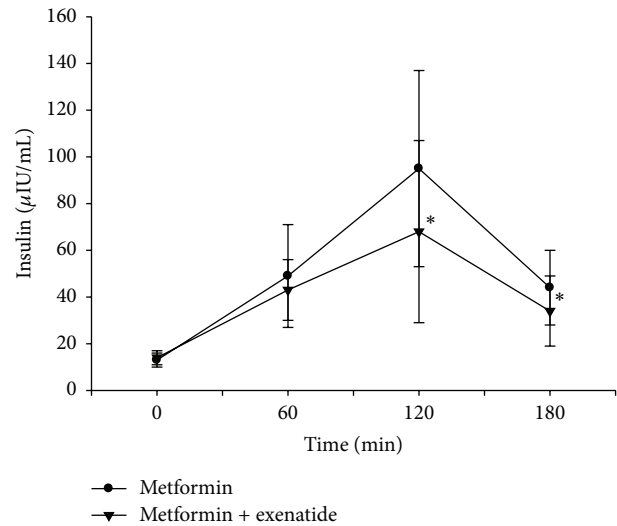 160
140
120
100
80
60
40
20
0
Insulin (μIU/mL)
*
*
0 60 120 180
Time (min)
Metformin
Metformin + exenatide